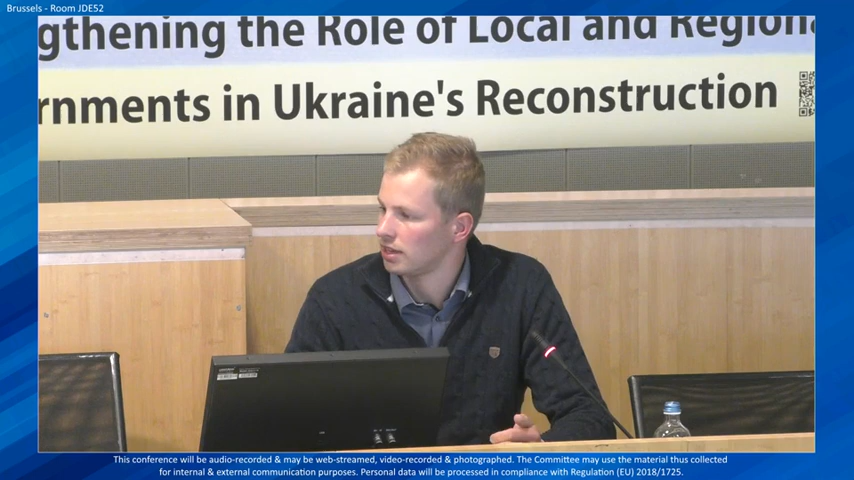 Brussels - Room JDE52
gthening the Role of Local and Regiona
rnments in Ukraine's Reconstruction
This conference will be audio-recorded & may be web-streamed, video-recorded & photographed. The Committee may use the material thus collected
for internal & external communication purposes. Personal data will be processed in compliance with Regulation (EU) 2018/1725.